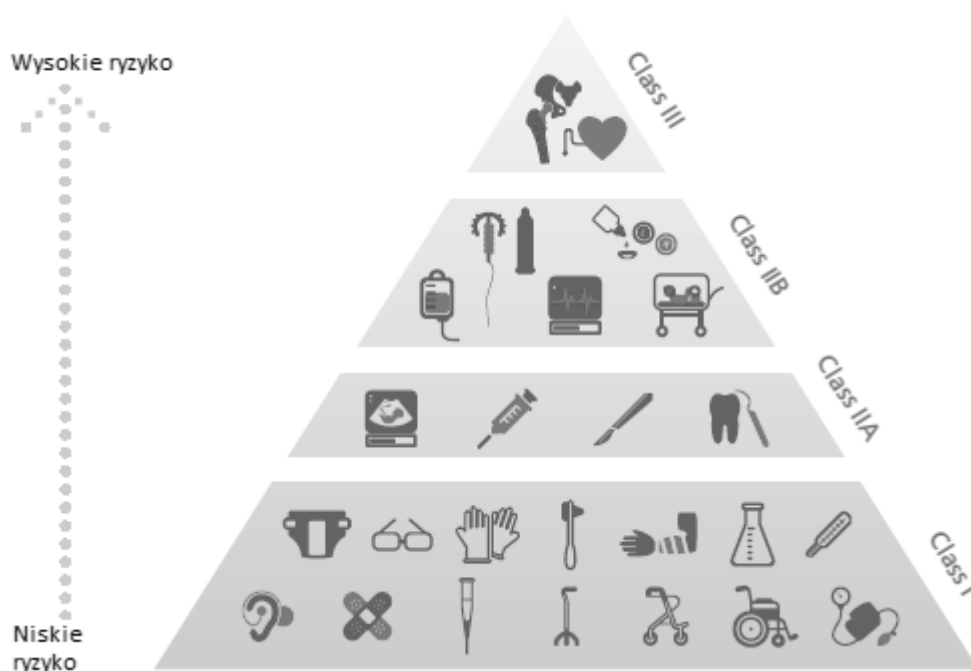 Wysokie ryzyko
Class III
Class IIB
Class IIA
Class I
Niskie
ryzyko